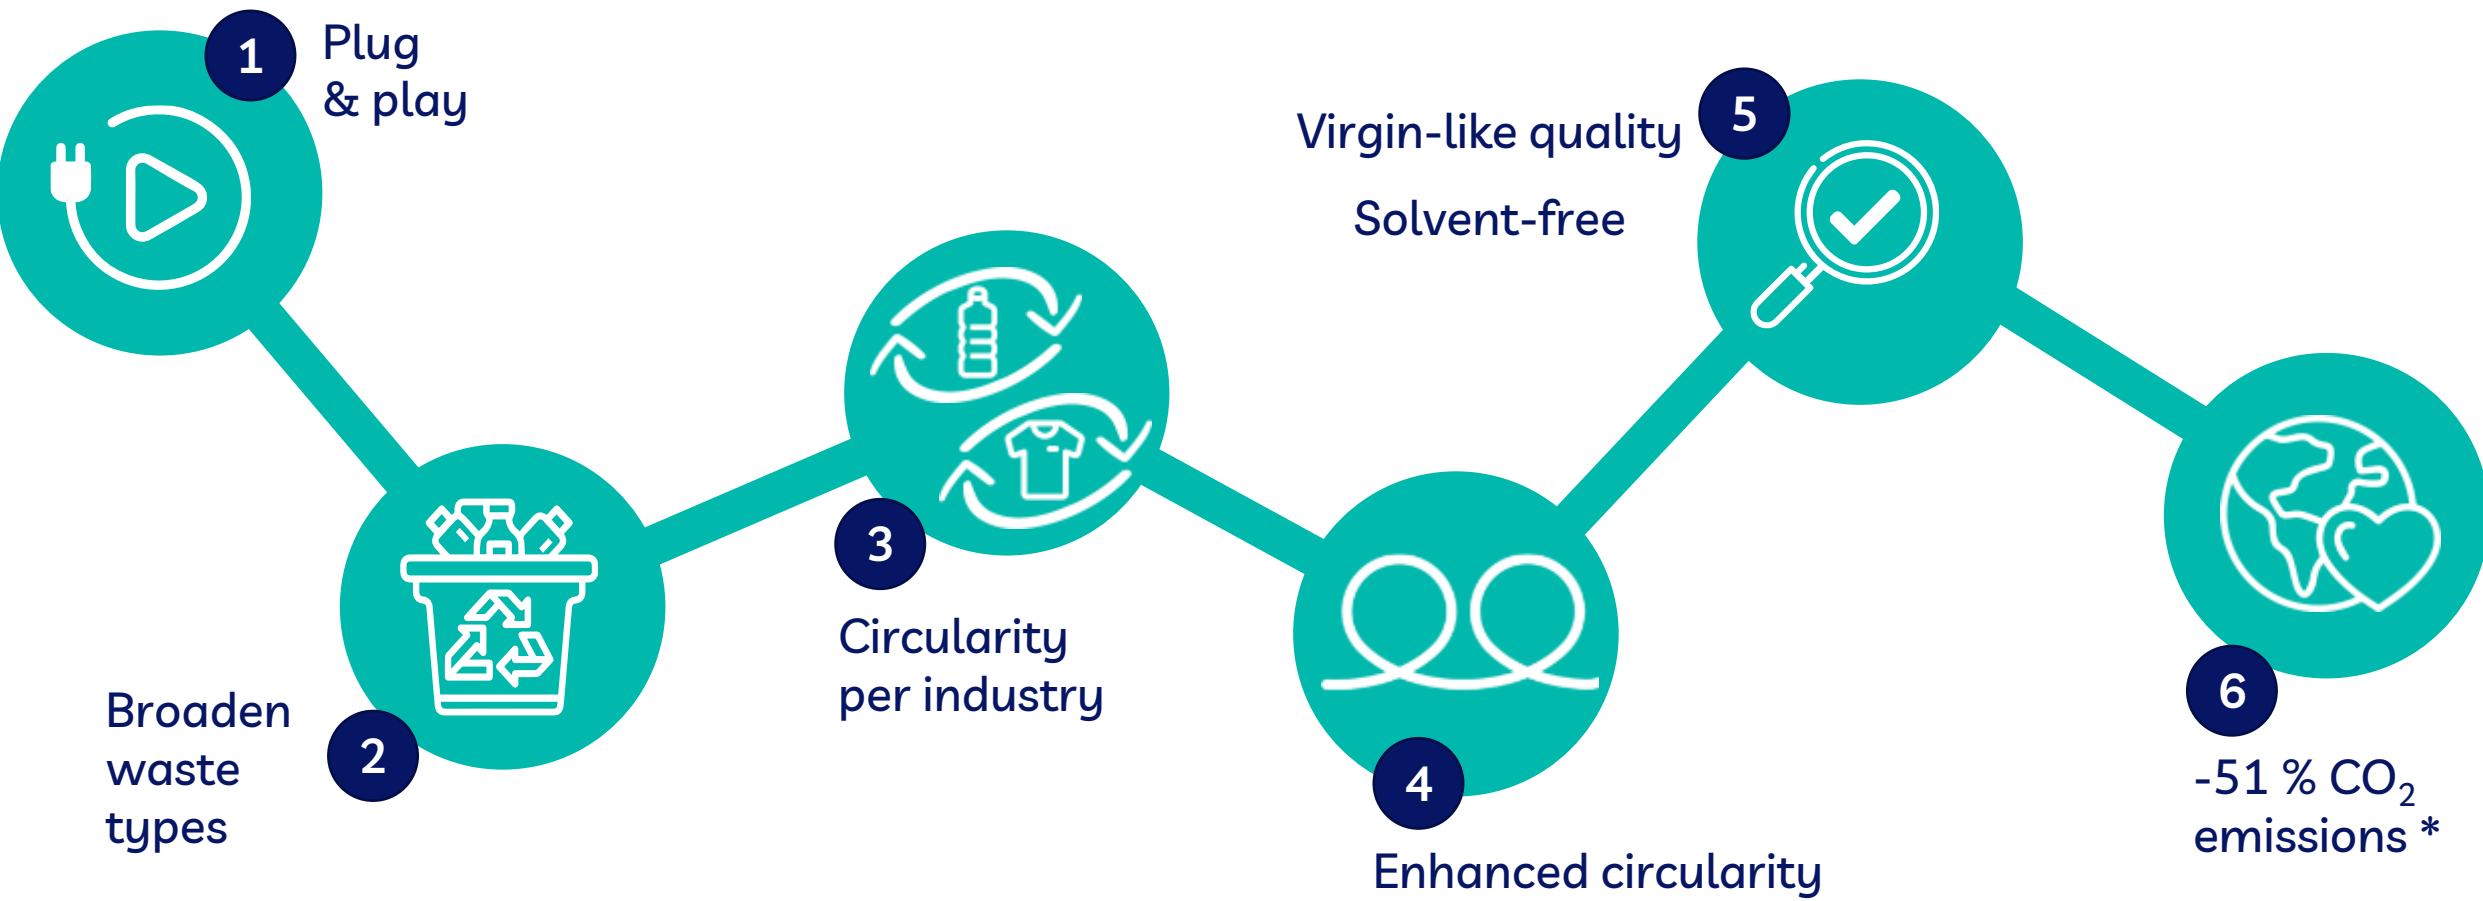 1
Plug
& play
2
Broaden
waste
types
3
Circularity
per industry
4
Enhanced circularity
5
Virgin-like quality
Solvent-free
6
-51 % CO₂
emissions *